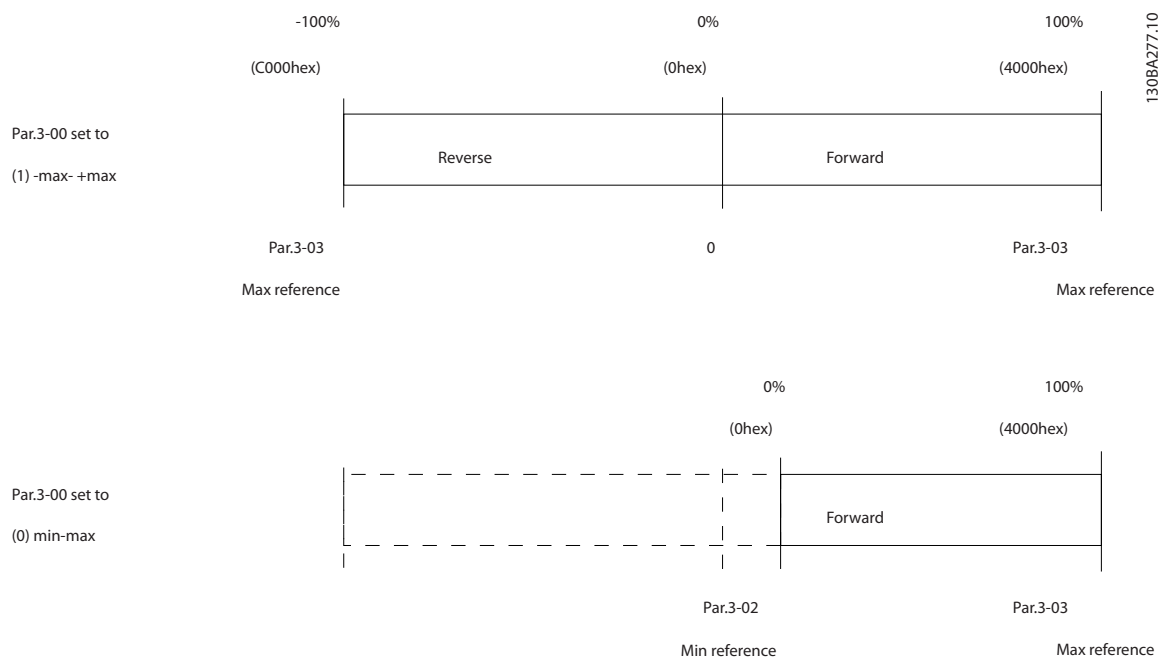 -100% 0% 100%
(C000hex) (0hex) (4000hex)
130BA277.10
Par.3-00 set to
(1) -max- +max
Reverse Forward
Par.3-03 0 Par.3-03
Max reference Max reference
0% 100%
(0hex) (4000hex)
Par.3-00 set to
(0) min-max
Forward
Par.3-02 Par.3-03
Min reference Max reference